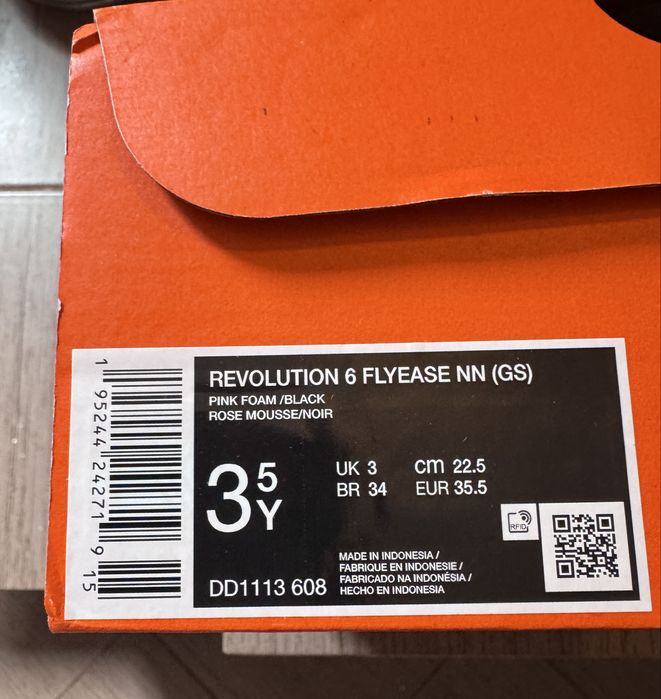 REVOLUTION 6 FLYEASE NN (GS)
PINK FOAM /BLACK
ROSE MOUSSE/NOIR
3 5 Y
UK 3 cm 22.5
BR 34 EUR 35.5
RFID
MADE IN INDONESIA /
FABRIQUE EN INDONESIE /
FABRICADO NA INDONÉSIA /
HECHO EN INDONESIA
DD1113 608
1 95244 24271 9 15